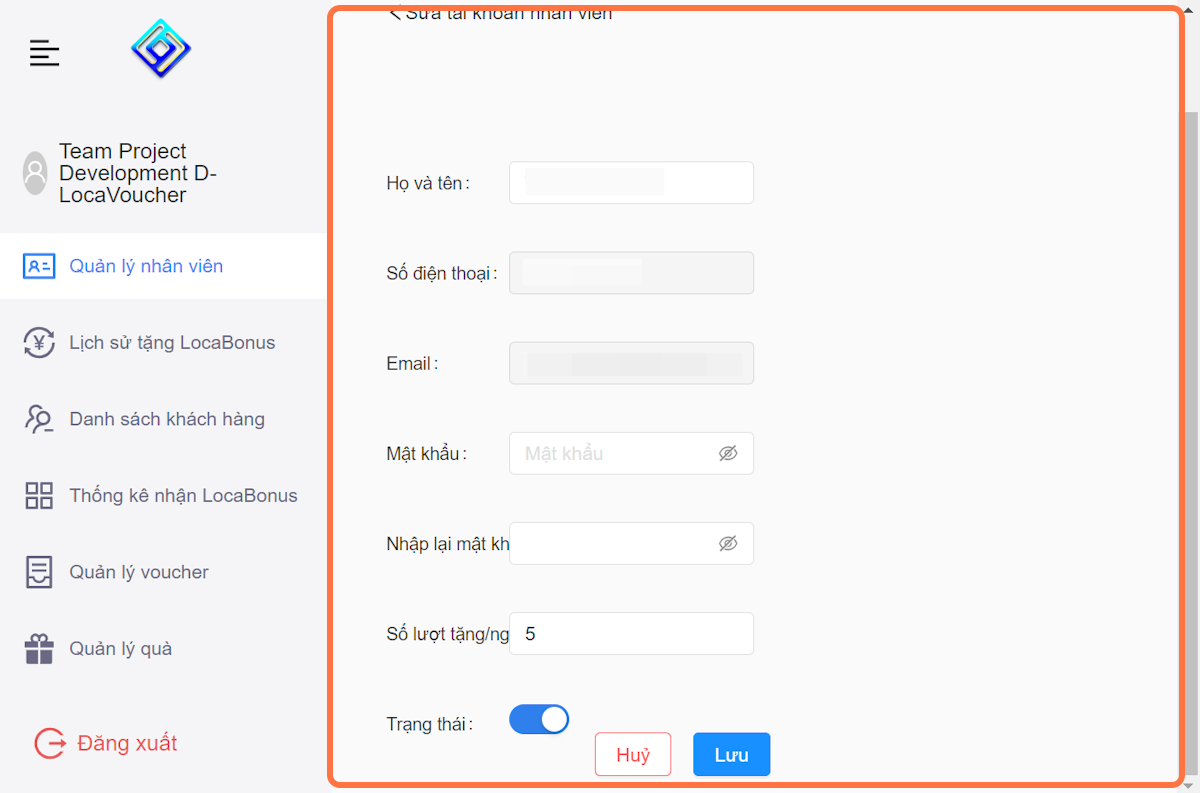 Sửa tài khoản nhân viên
Team Project
Development D-
LocaVoucher
Quản lý nhân viên
Lịch sử tặng LocaBonus
Danh sách khách hàng
Thống kê nhận LocaBonus
Quản lý voucher
Quản lý quà
Đăng xuất
Họ và tên :
Số điện thoại :
Email :
Mật khẩu :
Mật khẩu
Nhập lại mật kh
Số lượt tặng/ng
5
Trạng thái :
Huỷ
Lưu